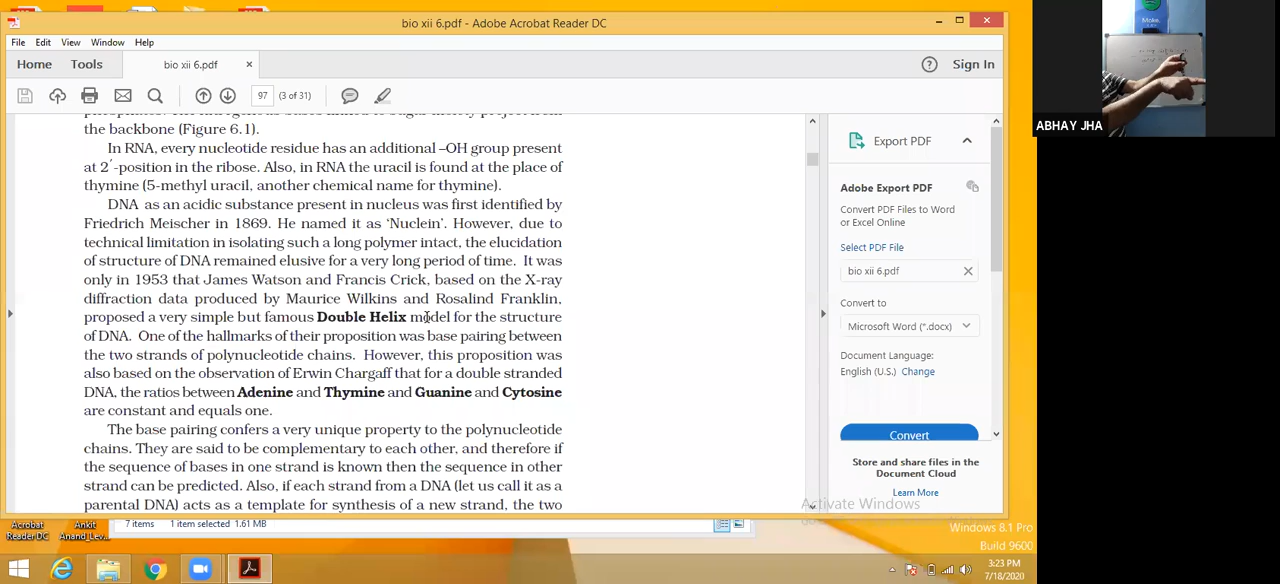 bio xii 6.pdf - Adobe Acrobat Reader DC
File Edit View Window Help
Home Tools bio xii 6.pdf × Sign In
97 (3 of 31)
the backbone (Figure 6.1).
In RNA, every nucleotide residue has an additional –OH group present
at 2'-position in the ribose. Also, in RNA the uracil is found at the place of
thymine (5-methyl uracil, another chemical name for thymine).
DNA as an acidic substance present in nucleus was first identified by
Friedrich Meischer in 1869. He named it as ‘Nuclein’. However, due to
technical limitation in isolating such a long polymer intact, the elucidation
of structure of DNA remained elusive for a very long period of time. It was
only in 1953 that James Watson and Francis Crick, based on the X-ray
diffraction data produced by Maurice Wilkins and Rosalind Franklin,
proposed a very simple but famous Double Helix model for the structure
of DNA. One of the hallmarks of their proposition was base pairing between
the two strands of polynucleotide chains. However, this proposition was
also based on the observation of Erwin Chargaff that for a double stranded
DNA, the ratios between Adenine and Thymine and Guanine and Cytosine
are constant and equals one.
The base pairing confers a very unique property to the polynucleotide
chains. They are said to be complementary to each other, and therefore if
the sequence of bases in one strand is known then the sequence in other
strand can be predicted. Also, if each strand from a DNA (let us call it as a
parental DNA) acts as a template for synthesis of a new strand, the two
Export PDF
Adobe Export PDF
Convert PDF Files to Word
or Excel Online
Select PDF File
bio xii 6.pdf
Convert to
Microsoft Word (*.docx)
Document Language:
English (U.S.) Change
Convert
Store and share files in the
Document Cloud
Learn More
Make.
ABHAY JHA
Activate Windows
Acrobat
Reader DC
Ankit
Anand_Lev...
7 items 1 item selected 1.61 MB
Windows 8.1 Pro
Build 9600
3:23 PM
7/18/2020